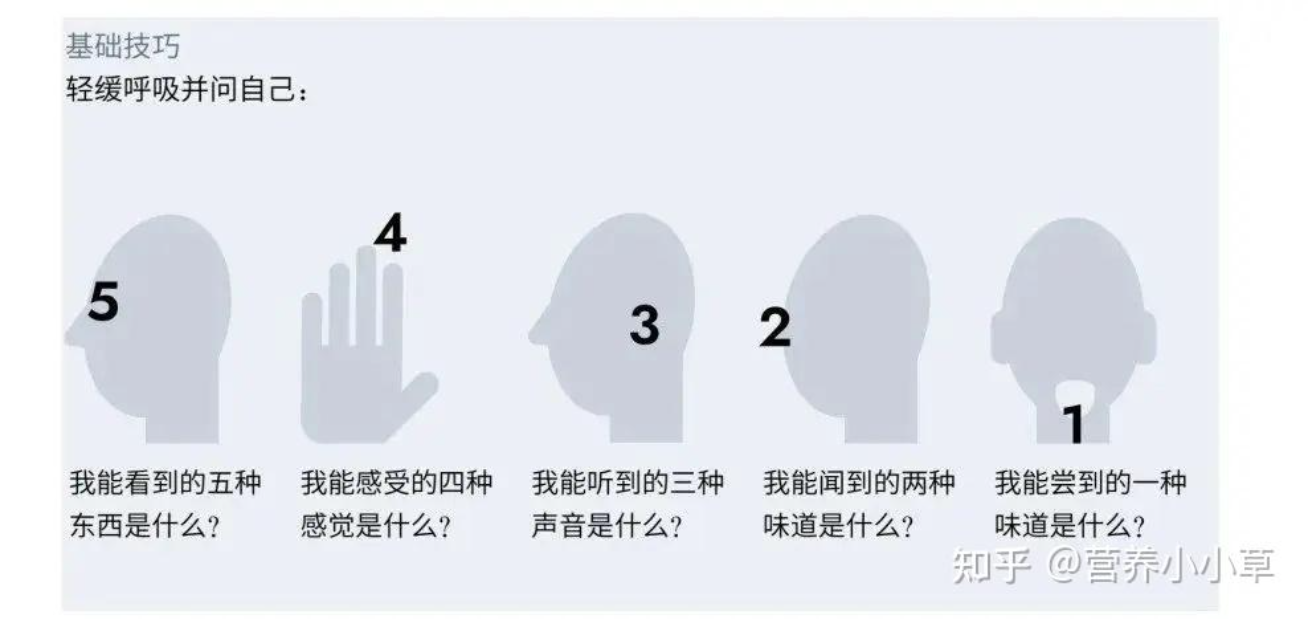 基础技巧
轻缓呼吸并问自己：
5
4
3
2
1
我能看到的五种
东西是什么？
我能感受的四种
感觉是什么？
我能听到的三种
声音是什么？
我能闻到的两种
味道是什么？
我能尝到的一种
味道是什么？
知乎 @营养小小草